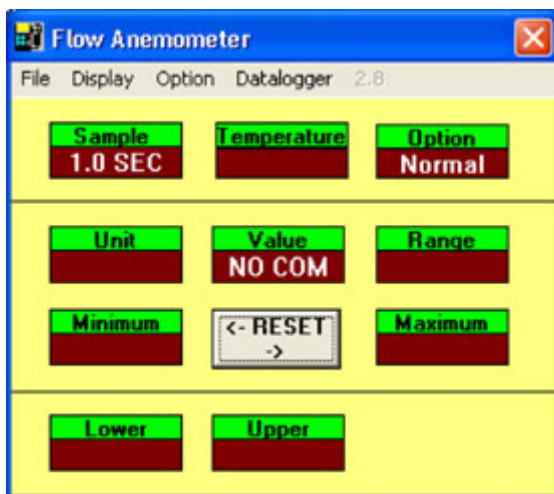 Flow Anemometer
File Display Option Datalogger 2.8
Sample Temperature Option
1.0 SEC Normal
Unit Value Range
NO COM
Minimum <- RESET -> Maximum
Lower Upper